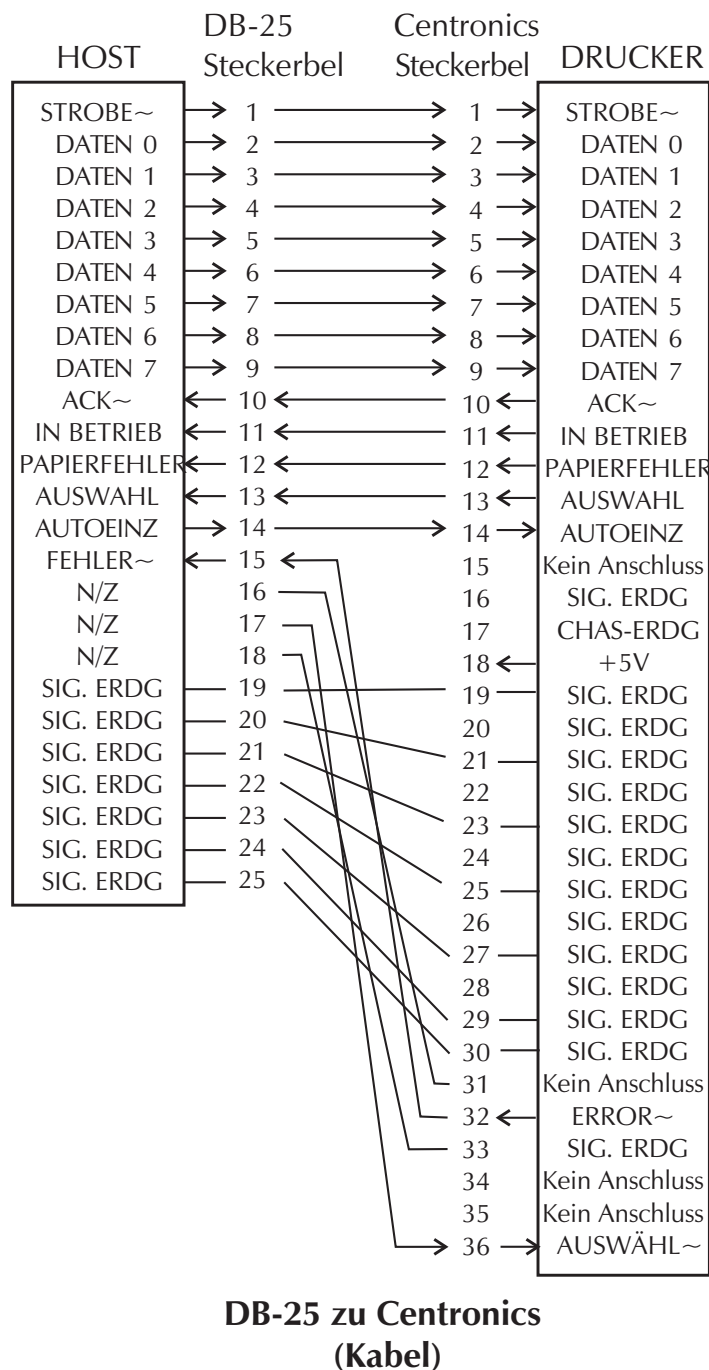 DB-25 Centronics
HOST Steckerbel Steckerbel DRUCKER
STROBE~ 1 1 STROBE~
DATEN 0 2 2 DATEN 0
DATEN 1 3 3 DATEN 1
DATEN 2 4 4 DATEN 2
DATEN 3 5 5 DATEN 3
DATEN 4 6 6 DATEN 4
DATEN 5 7 7 DATEN 5
DATEN 6 8 8 DATEN 6
DATEN 7 9 9 DATEN 7
ACK~ 10 10 ACK~
IN BETRIEB 11 11 IN BETRIEB
PAPIERFEHLER 12 12 PAPIERFEHLER
AUSWAHL 13 13 AUSWAHL
AUTOEINZ 14 14 AUTOEINZ
FEHLER~ 15 15 Kein Anschluss
N/Z 16 16 SIG. ERDG
N/Z 17 17 CHAS-ERDG
N/Z 18 18 +5V
SIG. ERDG 19 19 SIG. ERDG
SIG. ERDG 20 20 SIG. ERDG
SIG. ERDG 21 21 SIG. ERDG
SIG. ERDG 22 22 SIG. ERDG
SIG. ERDG 23 23 SIG. ERDG
SIG. ERDG 24 24 SIG. ERDG
SIG. ERDG 25 25 SIG. ERDG
26 SIG. ERDG
27 SIG. ERDG
28 SIG. ERDG
29 SIG. ERDG
30 SIG. ERDG
31 Kein Anschluss
32 ERROR~
33 SIG. ERDG
34 Kein Anschluss
35 Kein Anschluss
36 AUSWÄHL~
DB-25 zu Centronics
(Kabel)